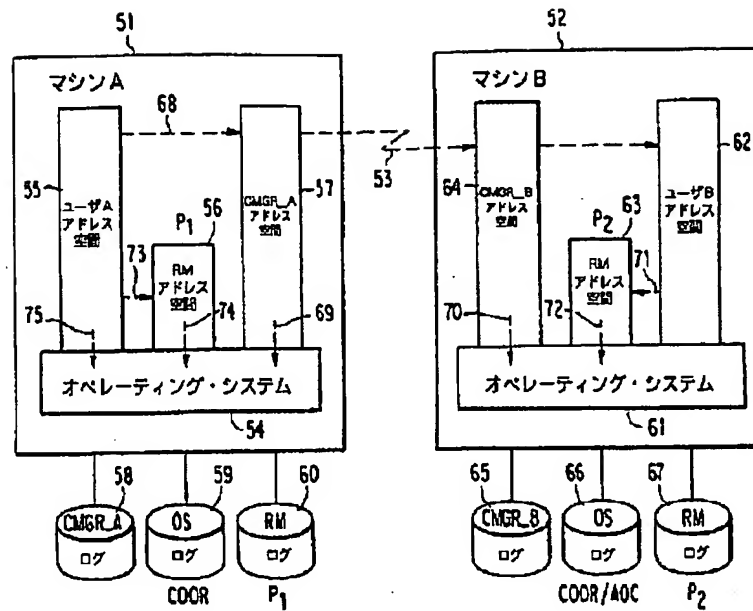 51
52
マシンA
マシンB
68
53
55
57
64
62
ユーザA
アドレス
空間
P1
56
RM
アドレス
空間
CMGR_A
アドレス
空間
CMGR_B
アドレス
空間
P2
63
RM
アドレス
空間
ユーザB
アドレス
空間
73
71
75
74
69
70
72
オペレーティング・システム
オペレーティング・システム
54
61
58
59
60
65
66
67
CMGR_A
ログ
OS
ログ
RM
ログ
CMGR_B
ログ
OS
ログ
RM
ログ
COOR
P1
COOR/AOC
P2